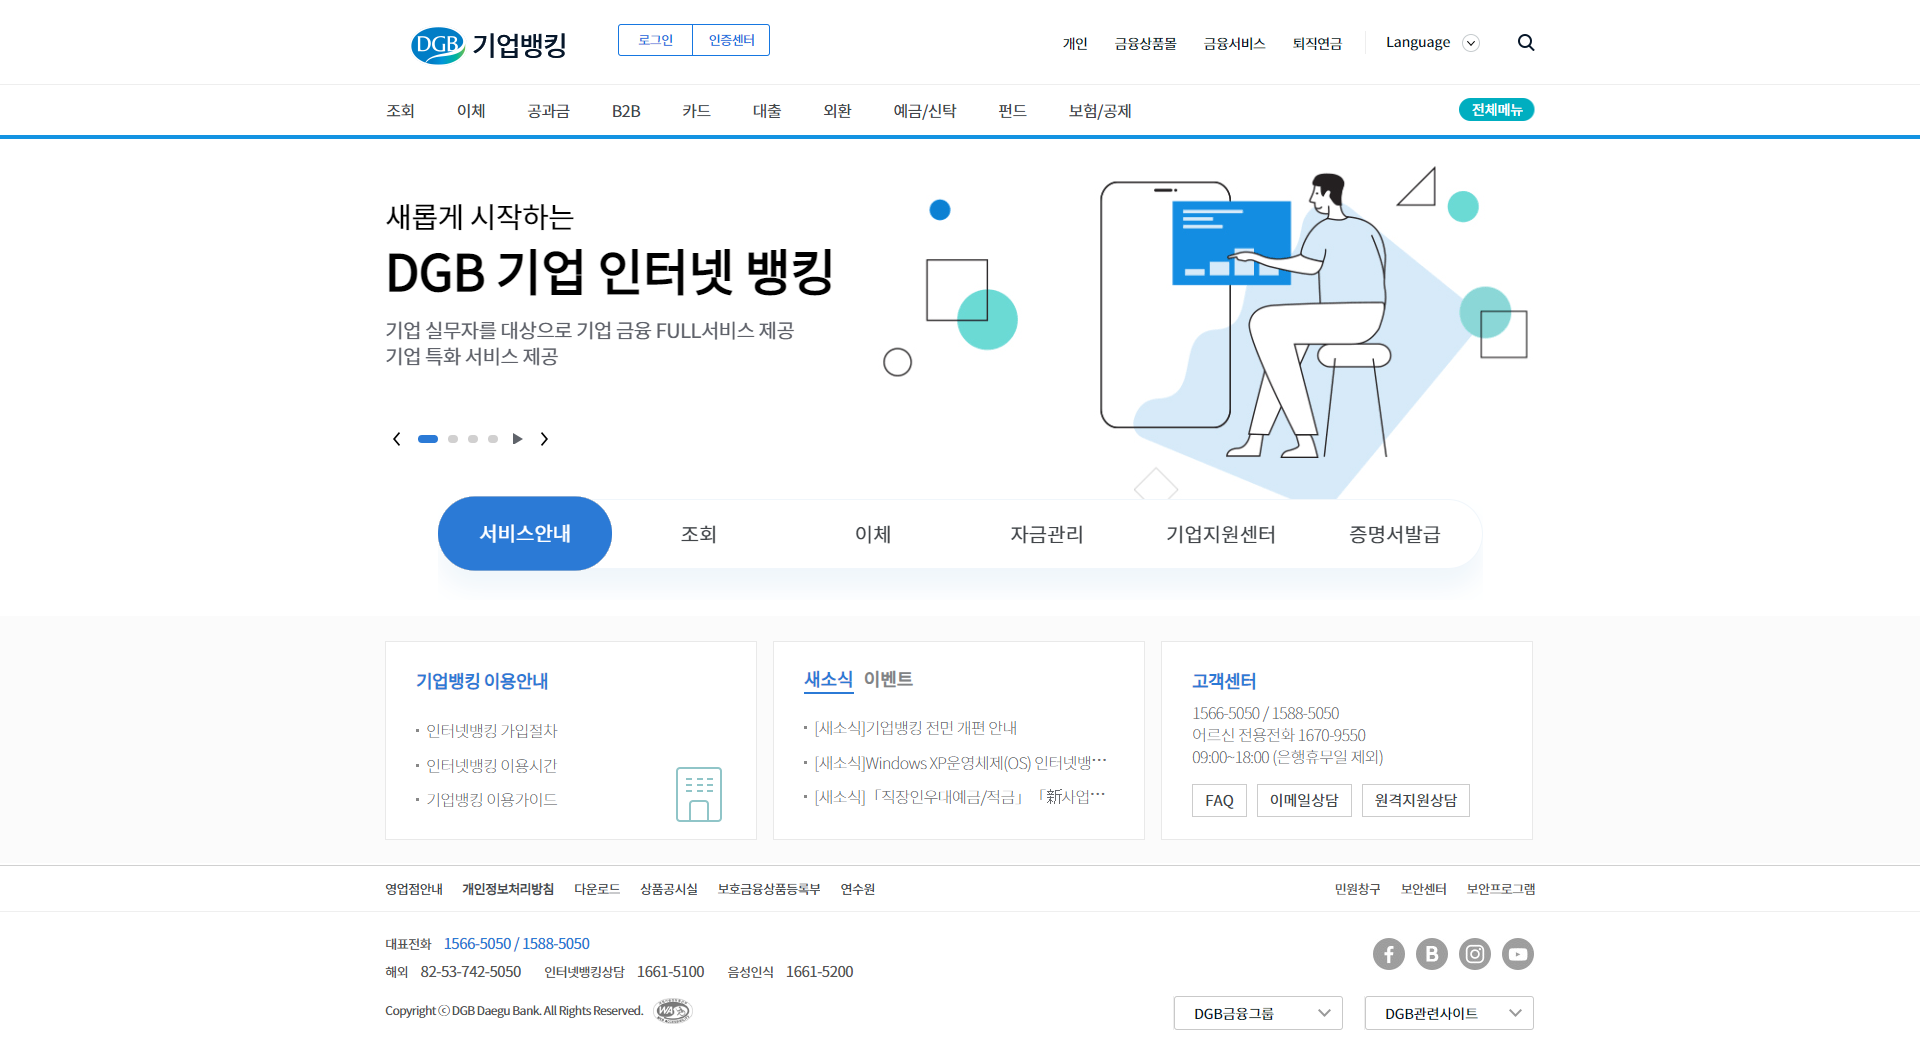 DGB 기업뱅킹
로그인 인증센터
개인 금융상품몰 금융서비스 퇴직연금 Language
조회 이체 공과금 B2B 카드 대출 외환 예금/신탁 펀드 보험/공제 전체메뉴
새롭게 시작하는
DGB 기업 인터넷 뱅킹
기업 실무자를 대상으로 기업 금융 FULL서비스 제공
기업 특화 서비스 제공
서비스안내 조회 이체 자금관리 기업지원센터 증명서발급
기업뱅킹 이용안내
· 인터넷뱅킹 가입절차
· 인터넷뱅킹 이용시간
· 기업뱅킹 이용가이드
새소식 이벤트
· [새소식]기업뱅킹 전민 개편 안내
· [새소식]Windows XP운영세제(OS) 인터넷뱅…
· [새소식]「직장인우대예금/적금」 「新사업…
고객센터
1566-5050 / 1588-5050
어르신 전용전화 1670-9550
09:00~18:00 (은행휴무일 제외)
FAQ 이메일상담 원격지원상담
영업점안내 개인정보처리방침 다운로드 상품공시실 보호금융상품등록부 연수원 민원창구 보안센터 보안프로그램
대표전화 1566-5050 / 1588-5050
해외 82-53-742-5050 인터넷뱅킹상담 1661-5100 음성인식 1661-5200
Copyright ⓒ DGB Daegu Bank. All Rights Reserved. WA
DGB금융그룹 DGB관련사이트